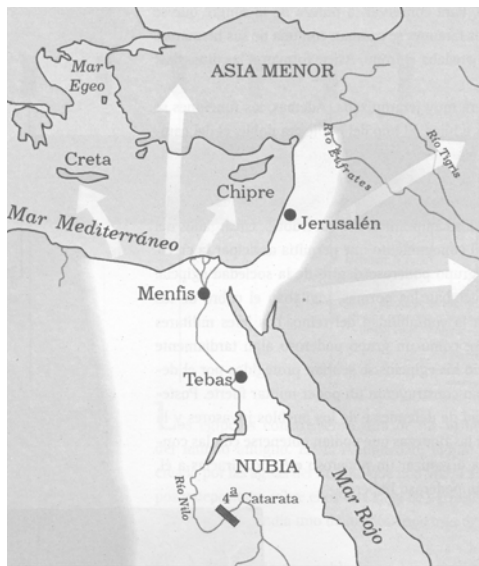 Mar
Egeo
ASIA MENOR
Creta
Chipre
Río Eufrates
Río Tigris
Mar Mediterráneo
Jerusalén
Menfis
Tebas
NUBIA
Río Nilo
4ª Catarata
Mar Rojo